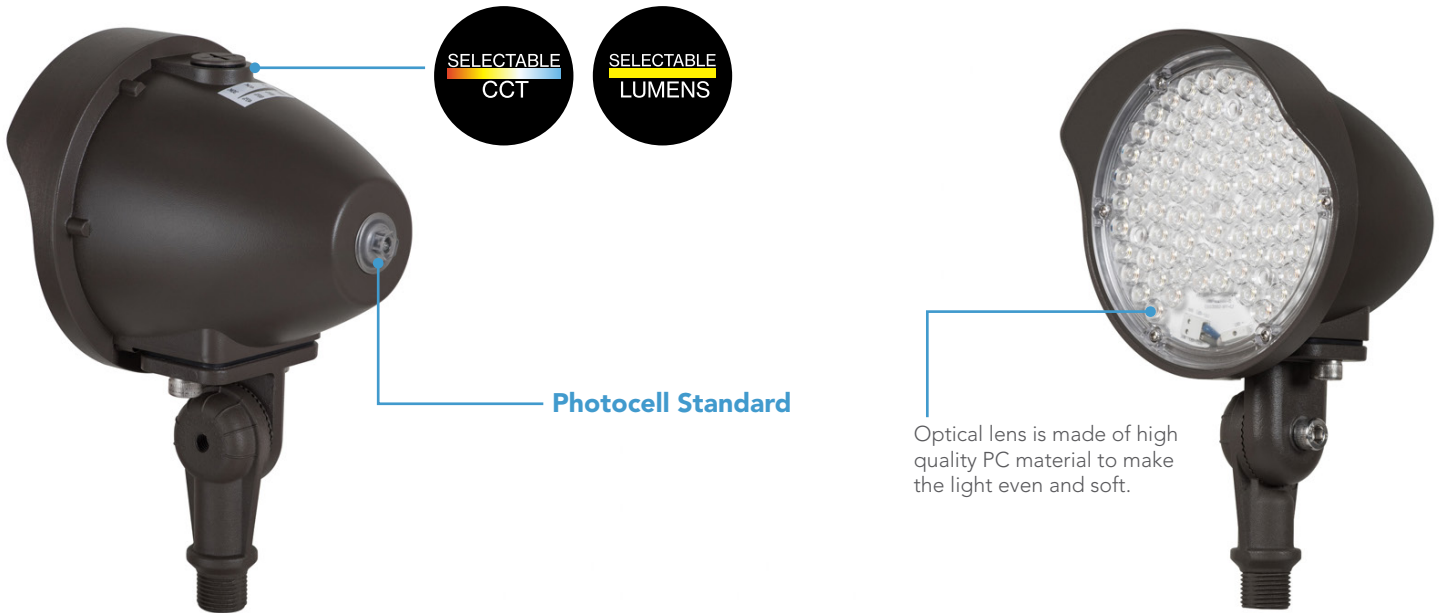 SELECTABLE
CCT
SELECTABLE
LUMENS
Photocell Standard
Optical lens is made of high
quality PC material to make
the light even and soft.